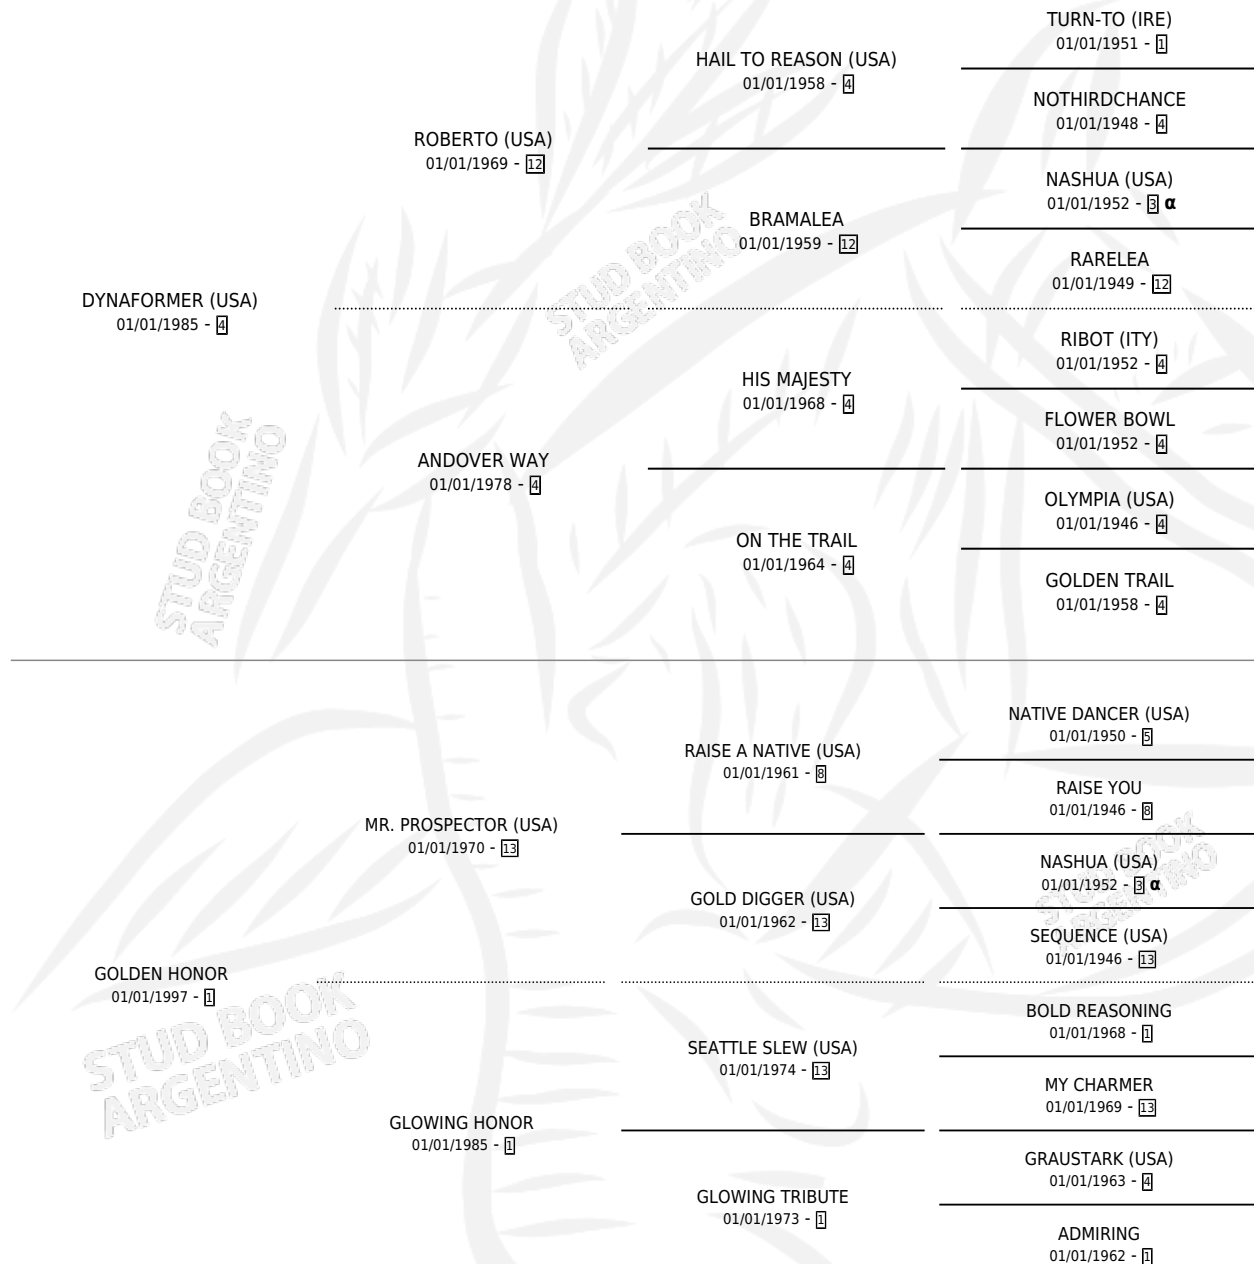 TURN-TO (IRE)
01/01/1951 - 1
HAIL TO REASON (USA)
01/01/1958 - 4
NOTHIRDCHANCE
01/01/1948 - 4
ROBERTO (USA)
01/01/1969 - 12
NASHUA (USA)
01/01/1952 - 3 α
BRAMALEA
01/01/1959 - 12
RARELEA
01/01/1949 - 12
DYNAFORMER (USA)
01/01/1985 - 4
RIBOT (ITY)
01/01/1952 - 4
HIS MAJESTY
01/01/1968 - 4
FLOWER BOWL
01/01/1952 - 4
ANDOVER WAY
01/01/1978 - 4
OLYMPIA (USA)
01/01/1946 - 4
ON THE TRAIL
01/01/1964 - 4
GOLDEN TRAIL
01/01/1958 - 4
NATIVE DANCER (USA)
01/01/1950 - 5
RAISE A NATIVE (USA)
01/01/1961 - 8
RAISE YOU
01/01/1946 - 8
MR. PROSPECTOR (USA)
01/01/1970 - 13
NASHUA (USA)
01/01/1952 - 3 α
GOLD DIGGER (USA)
01/01/1962 - 13
SEQUENCE (USA)
01/01/1946 - 13
GOLDEN HONOR
01/01/1997 - 1
BOLD REASONING
01/01/1968 - 1
SEATTLE SLEW (USA)
01/01/1974 - 13
MY CHARMER
01/01/1969 - 13
GLOWING HONOR
01/01/1985 - 1
GRAUSTARK (USA)
01/01/1963 - 4
GLOWING TRIBUTE
01/01/1973 - 1
ADMIRING
01/01/1962 - 1
STUD BOOK
ARGENTINO
STUD BOOK
ARGENTINO
STUD BOOK
ARGENTINO
STUD BOOK
ARGENTINO